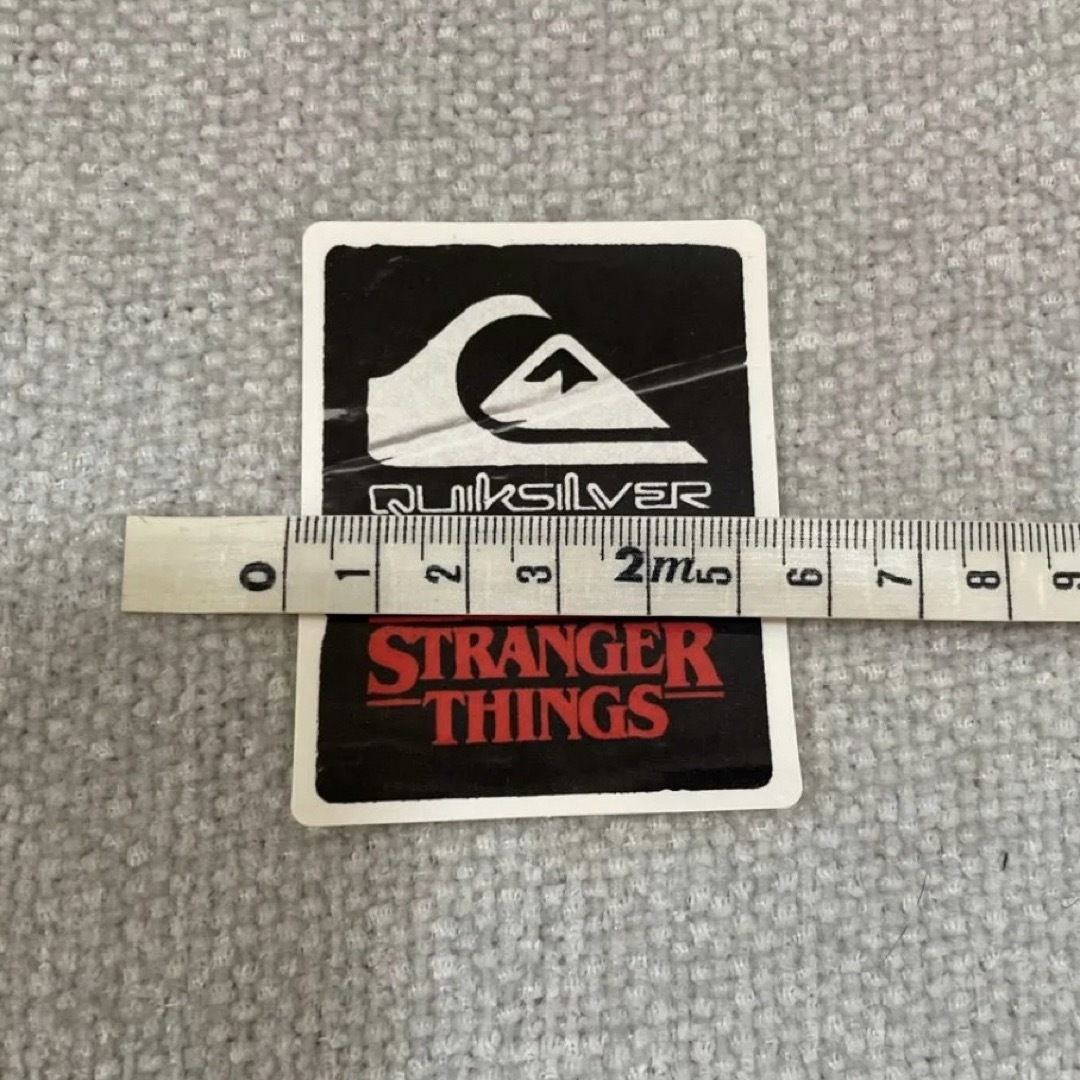 QUIKSILVER
0 1 2 3 2m 5 6 7 8 9
STRANGER
THINGS